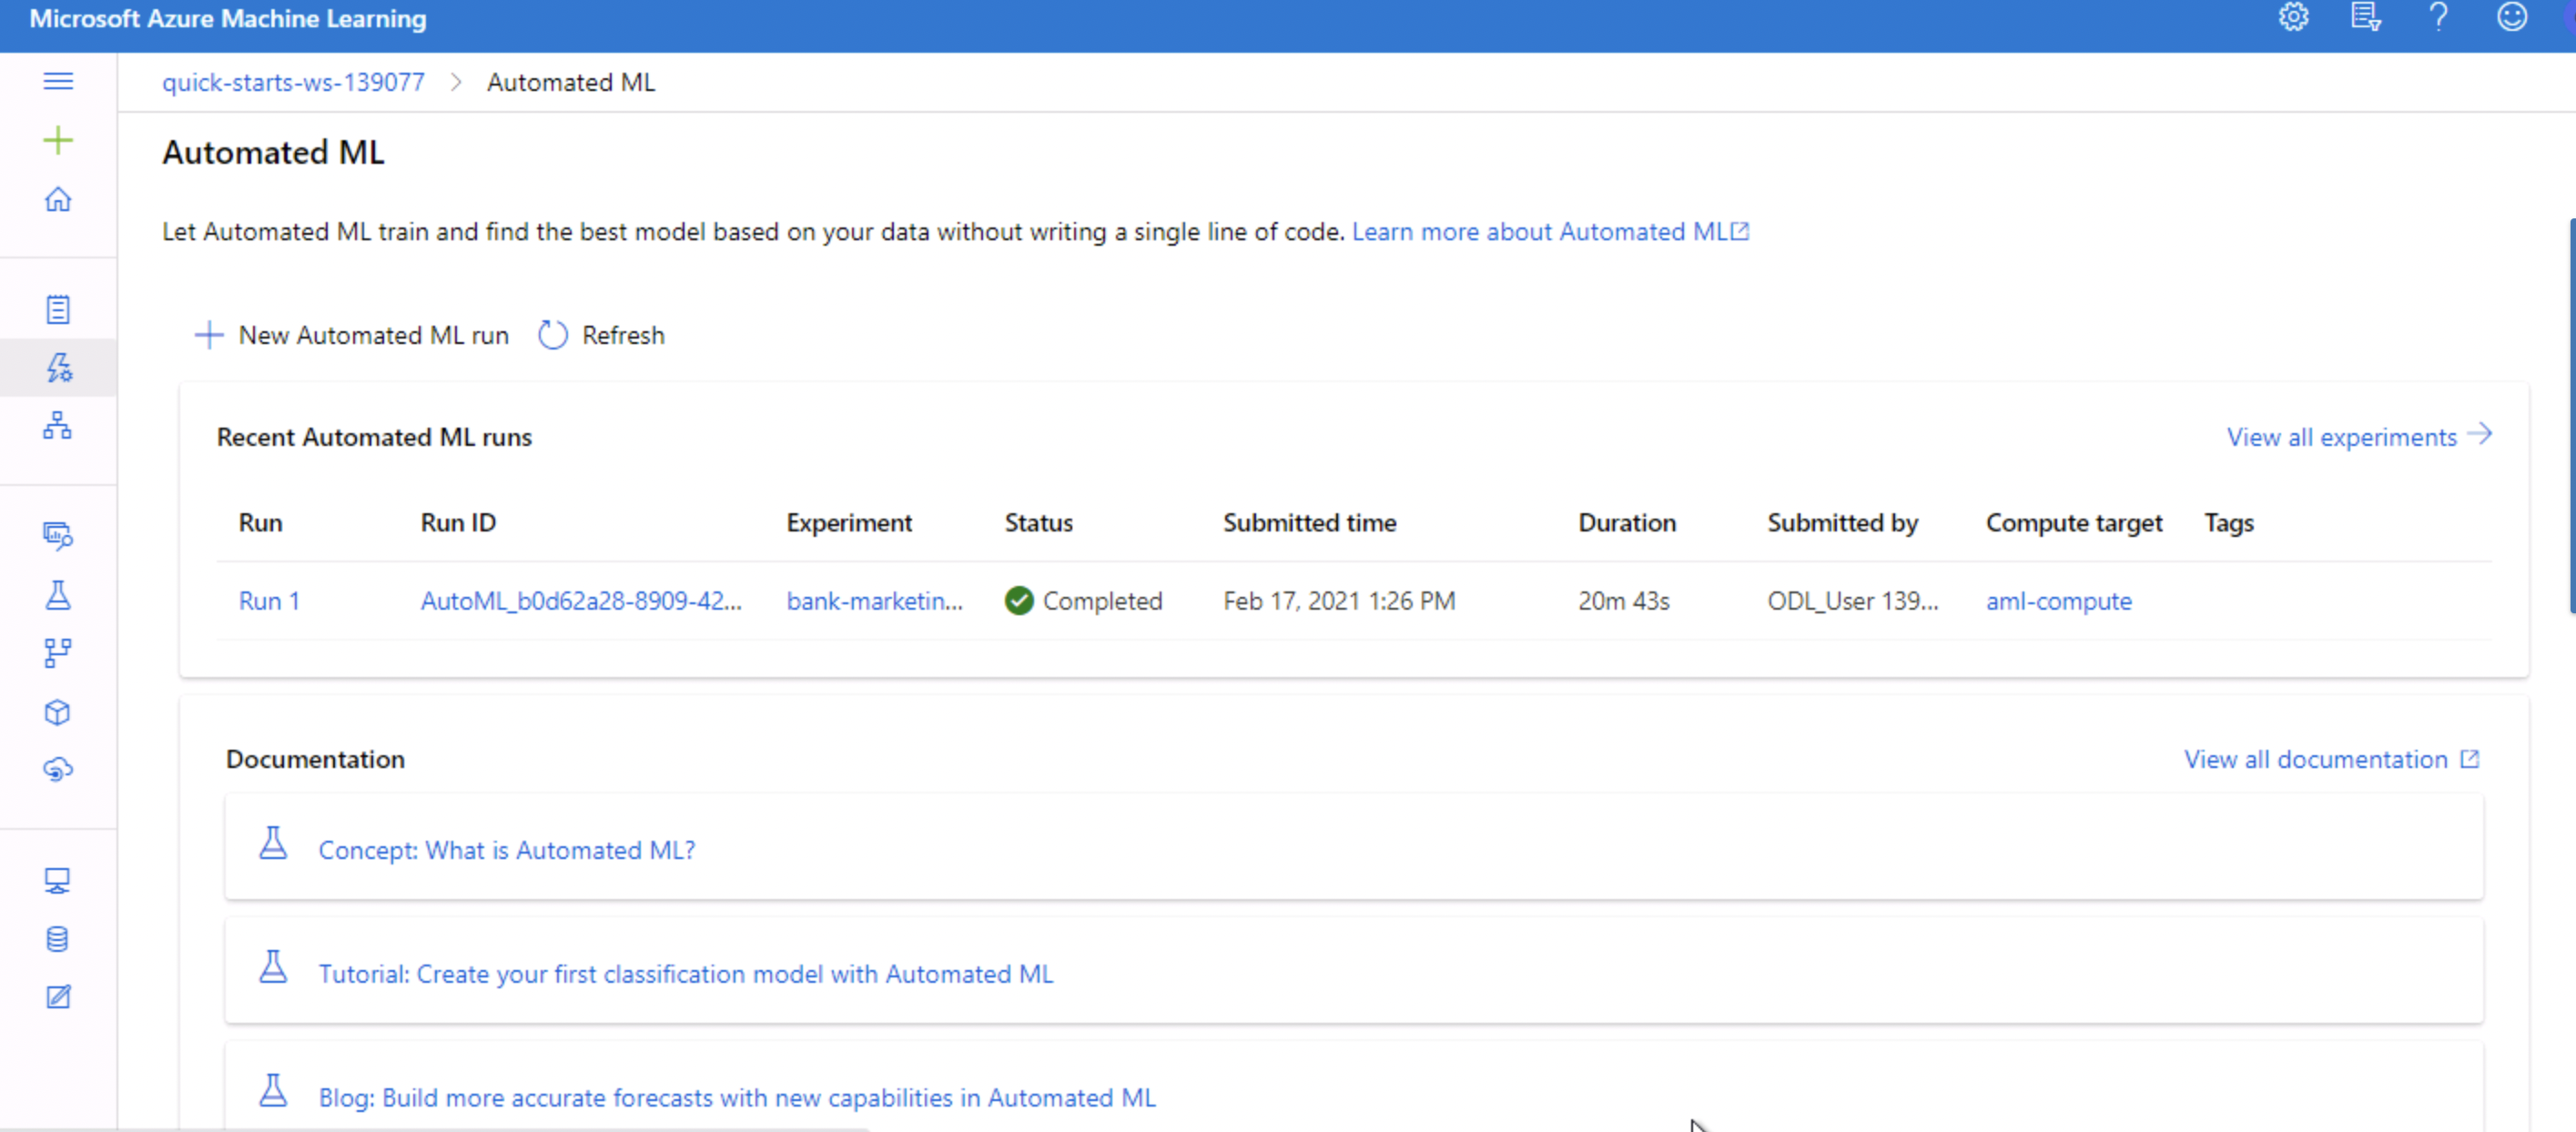 Microsoft Azure Machine Learning
quick-starts-ws-139077 > Automated ML
Automated ML
Let Automated ML train and find the best model based on your data without writing a single line of code. Learn more about Automated ML
New Automated ML run Refresh
Recent Automated ML runs View all experiments
Run Run ID Experiment Status Submitted time Duration Submitted by Compute target Tags
Run 1 AutoML_b0d62a28-8909-42... bank-marketin... Completed Feb 17, 2021 1:26 PM 20m 43s ODL_User 139... aml-compute
Documentation View all documentation
Concept: What is Automated ML?
Tutorial: Create your first classification model with Automated ML
Blog: Build more accurate forecasts with new capabilities in Automated ML